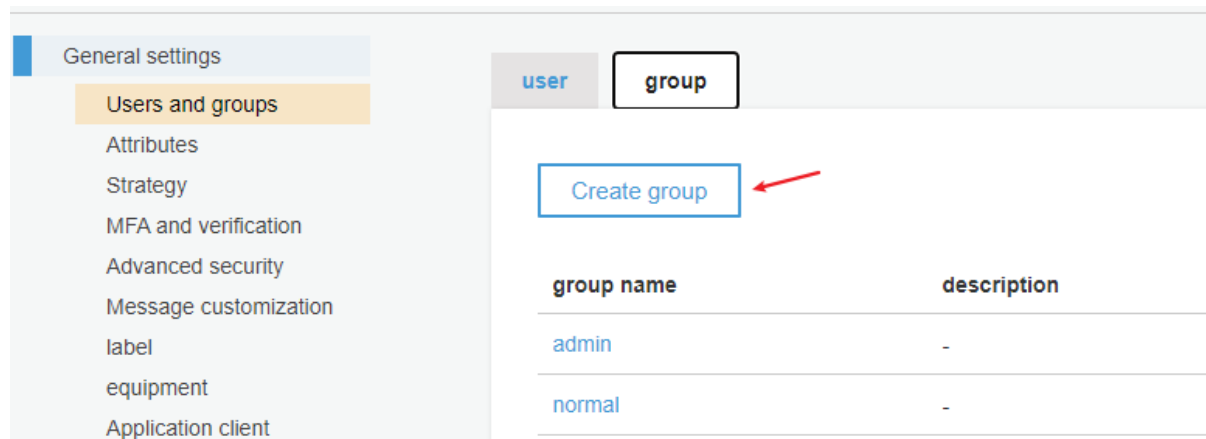 General settings
Users and groups
Attributes
Strategy
MFA and verification
Advanced security
Message customization
label
equipment
Application client
user group
Create group
group name description
admin -
normal -